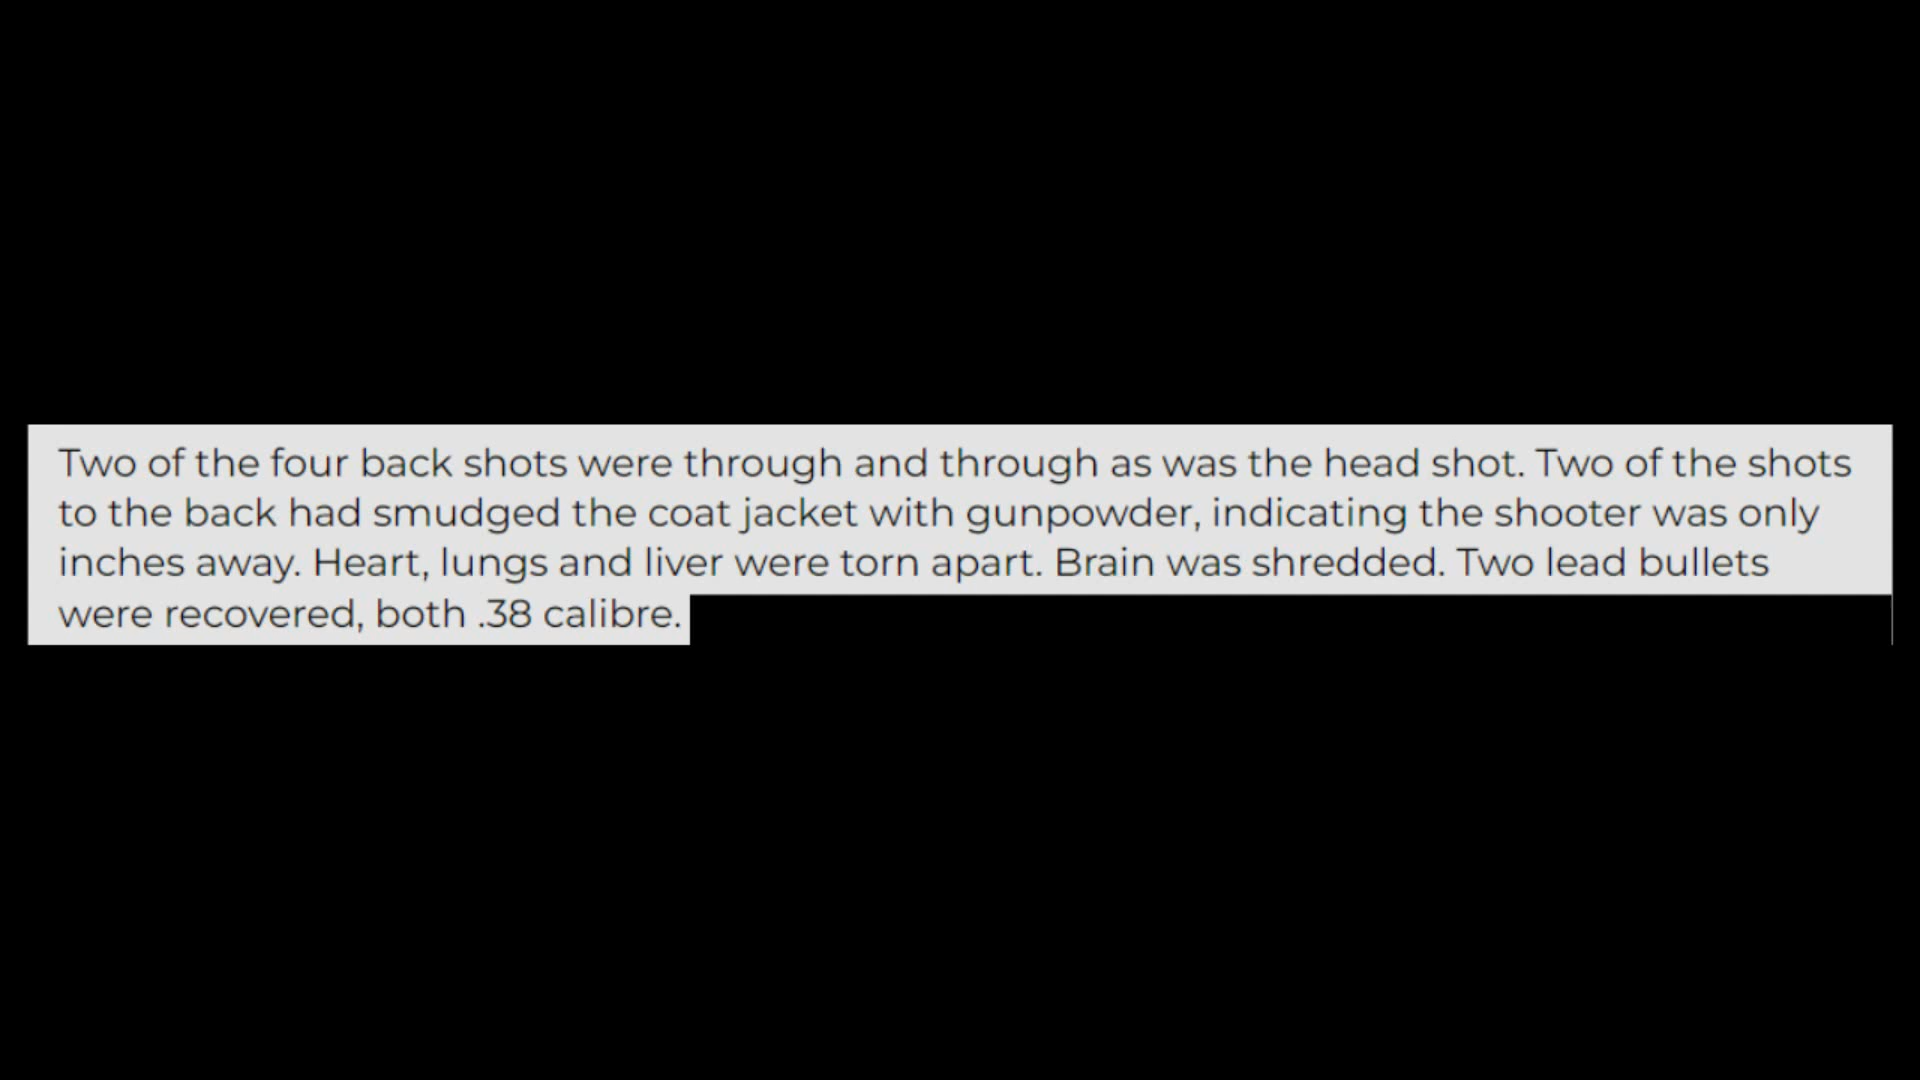 Two of the four back shots were through and through as was the head shot. Two of the shots
to the back had smudged the coat jacket with gunpowder, indicating the shooter was only
inches away. Heart, lungs and liver were torn apart. Brain was shredded. Two lead bullets
were recovered, both .38 calibre.